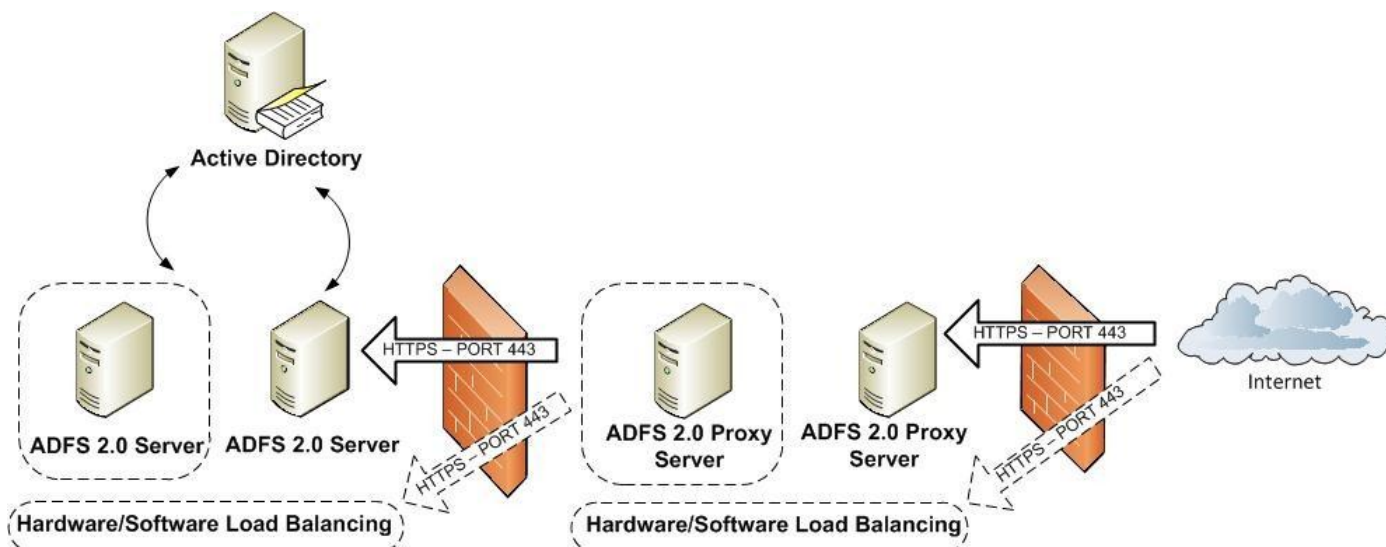 Active Directory
HTTPS – PORT 443
HTTPS – PORT 443
Internet
ADFS 2.0 Server
ADFS 2.0 Server
HTTPS – PORT 443
ADFS 2.0 Proxy
Server
ADFS 2.0 Proxy
Server
HTTPS – PORT 443
Hardware/Software Load Balancing
Hardware/Software Load Balancing